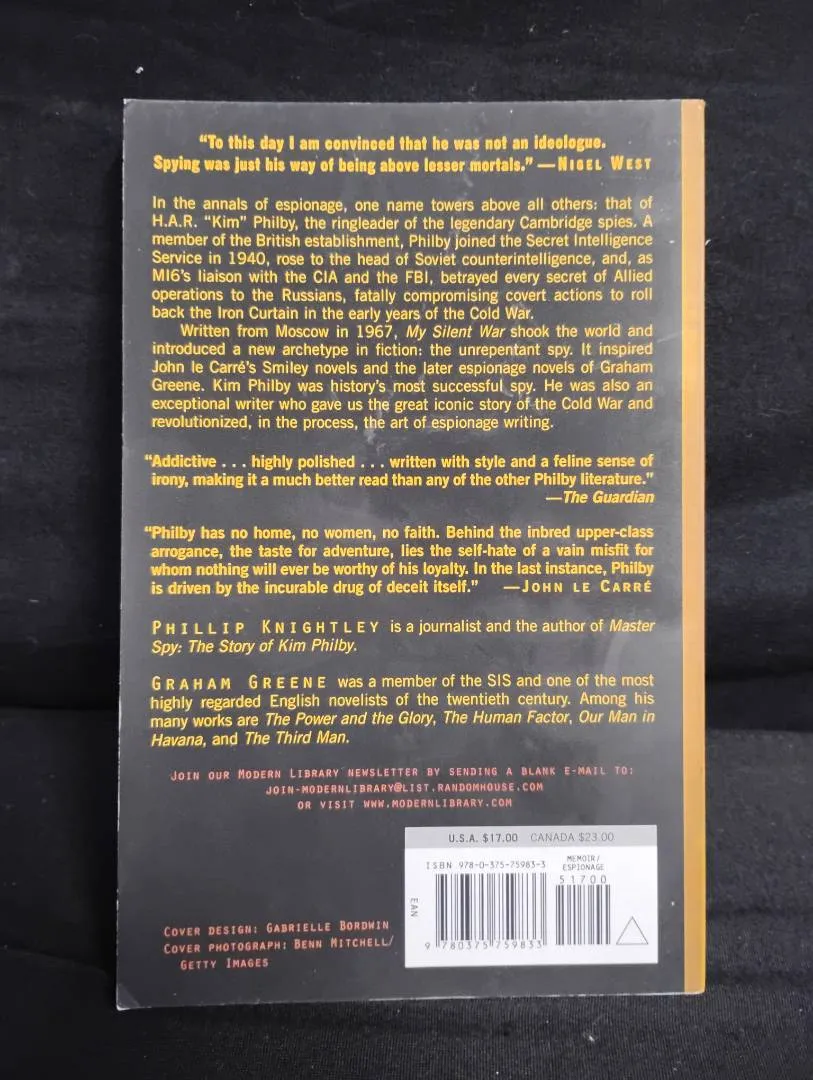 “To this day I am convinced that he was not an ideologue.
Spying was just his way of being above lesser mortals.” —NIGEL WEST
In the annals of espionage, one name towers above all others: that of
H.A.R. “Kim” Philby, the ringleader of the legendary Cambridge spies. A
member of the British establishment, Philby joined the Secret Intelligence
Service in 1940, rose to the head of Soviet counterintelligence, and, as
MI6’s liaison with the CIA and the FBI, betrayed every secret of Allied
operations to the Russians, fatally compromising covert actions to roll
back the Iron Curtain in the early years of the Cold War.
Written from Moscow in 1967, My Silent War shook the world and
introduced a new archetype in fiction: the unrepentant spy. It inspired
John le Carré’s Smiley novels and the later espionage novels of Graham
Greene. Kim Philby was history’s most successful spy. He was also an
exceptional writer who gave us the great iconic story of the Cold War and
revolutionized, in the process, the art of espionage writing.
“Addictive . . . highly polished . . . written with style and a feline sense of
irony, making it a much better read than any of the other Philby literature.”
—The Guardian
“Philby has no home, no women, no faith. Behind the inbred upper-class
arrogance, the taste for adventure, lies the self-hate of a vain misfit for
whom nothing will ever be worthy of his loyalty. In the last instance, Philby
is driven by the incurable drug of deceit itself.” —JOHN LE CARRÉ
PHILLIP KNIGHTLEY is a journalist and the author of Master
Spy: The Story of Kim Philby.
GRAHAM GREENE was a member of the SIS and one of the most
highly regarded English novelists of the twentieth century. Among his
many works are The Power and the Glory, The Human Factor, Our Man in
Havana, and The Third Man.
JOIN OUR MODERN LIBRARY NEWSLETTER BY SENDING A BLANK E-MAIL TO:
JOIN-MODERNLIBRARY@LIST.RANDOMHOUSE.COM
OR VISIT WWW.MODERNLIBRARY.COM
U.S.A. $17.00 CANADA $23.00
ISBN 978-0-375-75983-3
MEMOIR/
ESPIONAGE
51700
EAN
9 780375 759833
COVER DESIGN: GABRIELLE BORDWIN
COVER PHOTOGRAPH: BENN MITCHELL/
GETTY IMAGES